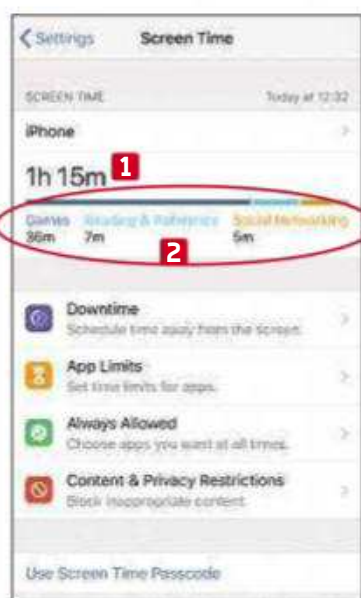 Settings Screen Time
SCREEN TIME Today at 12:32
iPhone
1h 15m 1
Games Reading & Reference Social Networking
36m 7m 5m
2
Downtime
Schedule time away from the screen.
App Limits
Set time limits for apps.
Always Allowed
Choose apps you want at all times.
Content & Privacy Restrictions
Block inappropriate content.
Use Screen Time Passcode